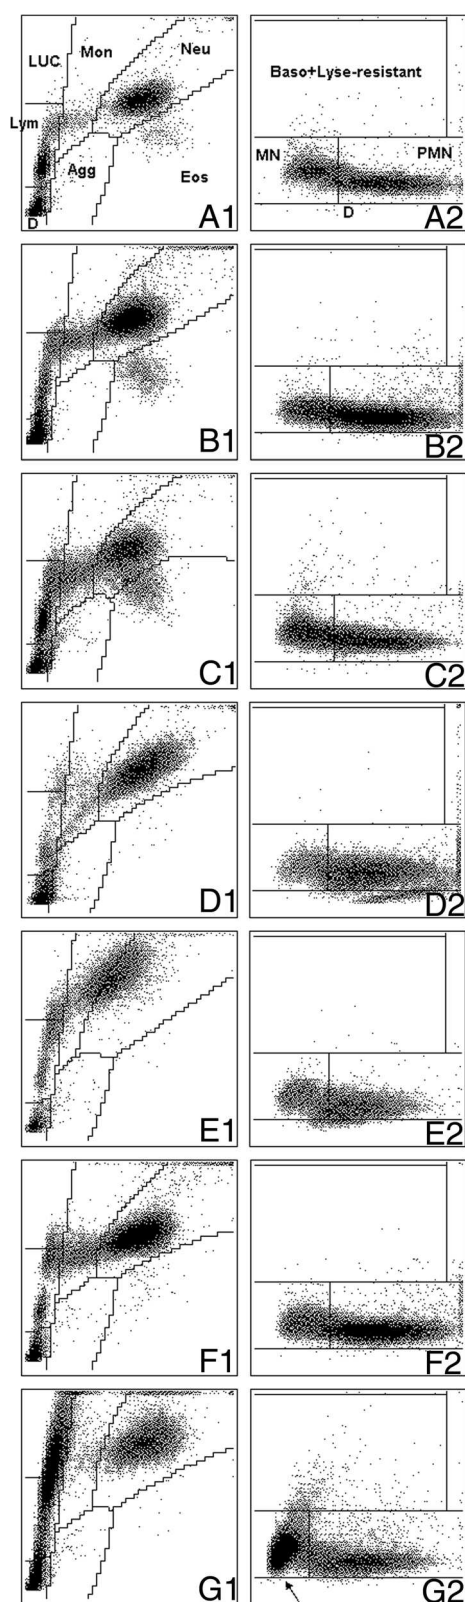 LUC Mon Neu
Lym
Agg
Eos
D
A1
Baso+Lyse-resistant
MN PMN
D
A2
B1 B2
C1 C2
D1 D2
E1 E2
F1 F2
G1 G2